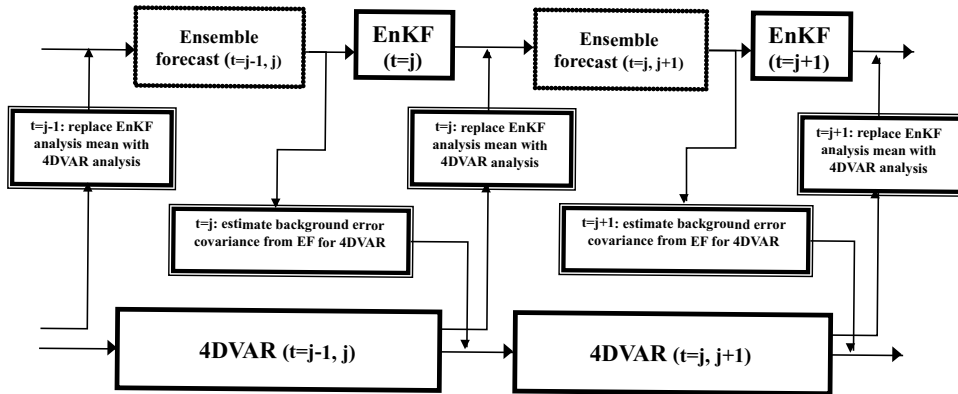 Ensemble
forecast (t=j-1, j)
EnKF
(t=j)
Ensemble
forecast (t=j, j+1)
EnKF
(t=j+1)
t=j-1: replace EnKF
analysis mean with
4DVAR analysis
t=j: replace EnKF
analysis mean with
4DVAR analysis
t=j+1: replace EnKF
analysis mean with
4DVAR analysis
t=j: estimate background error
covariance from EF for 4DVAR
t=j+1: estimate background error
covariance from EF for 4DVAR
4DVAR (t=j-1, j)
4DVAR (t=j, j+1)